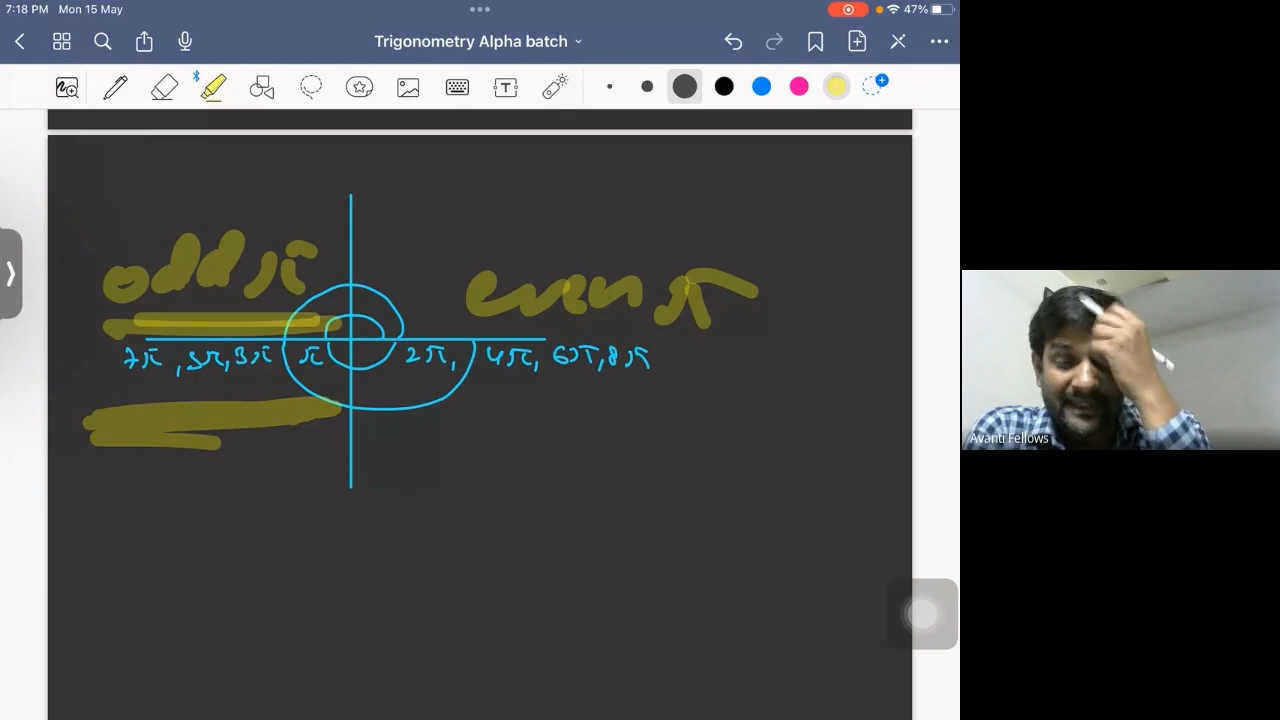 7:18 PM Mon 15 May
47%
Trigonometry Alpha batch
T
odd π
even π
7π, 5π, 3π π 2π, 4π, 6π, 8π
Avanti Fellows